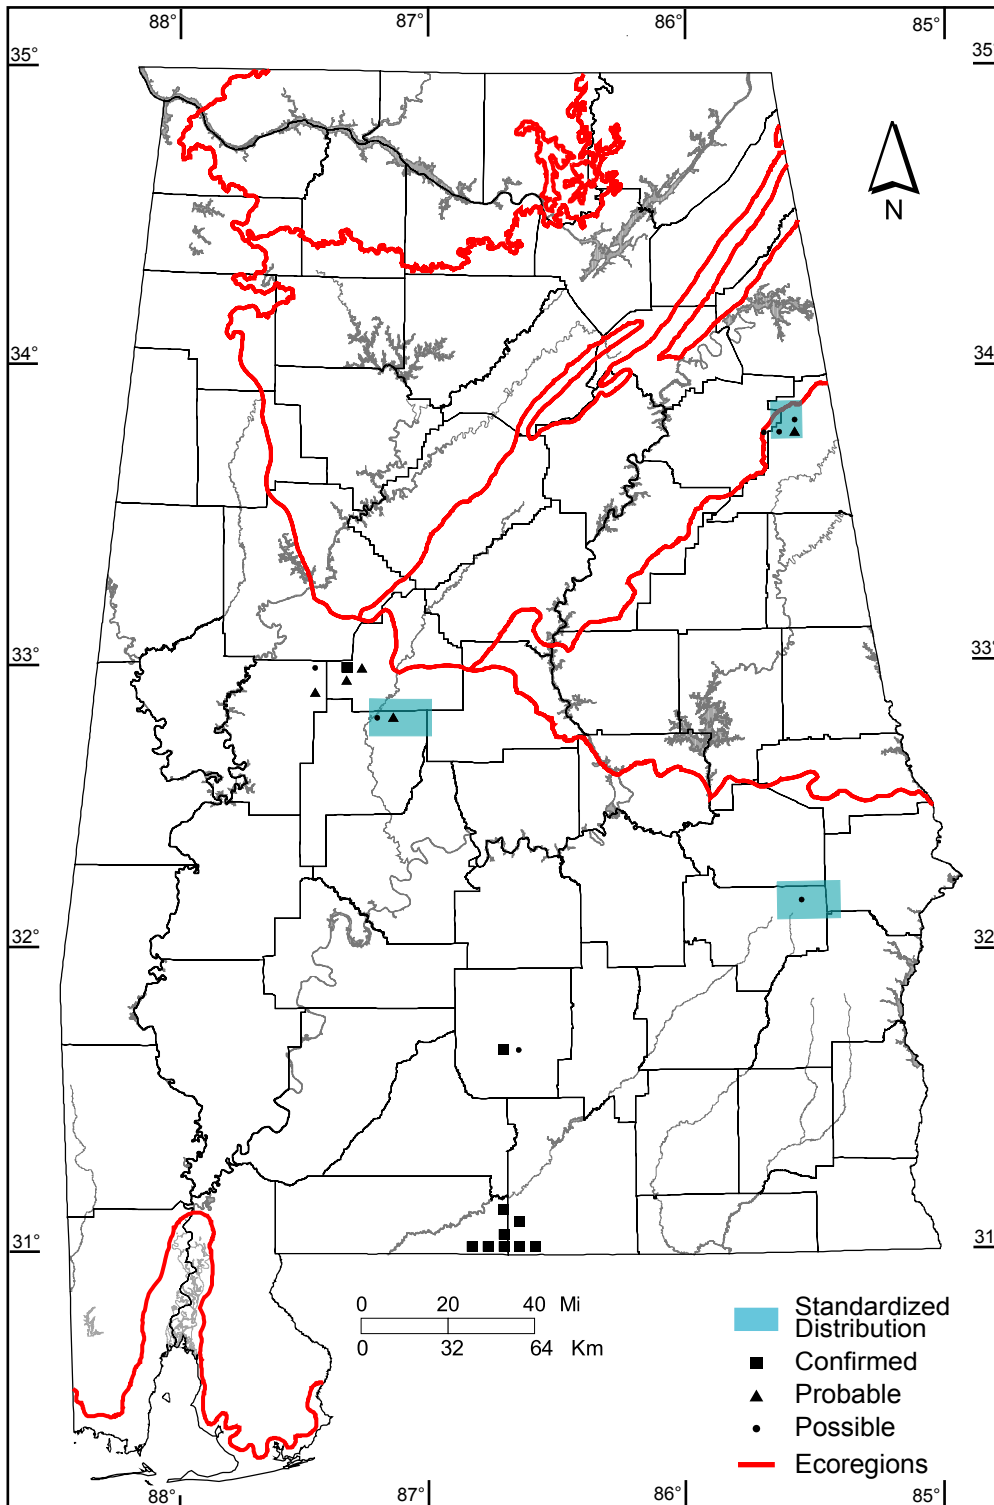 88° 87° 86° 85°
35° 35
N
34° 34
33° 33°
32° 32
31° 31
0 20 40 Mi
0 32 64 Km
Standardized
Distribution
Confirmed
Probable
Possible
Ecoregions
88° 87° 86° 85°